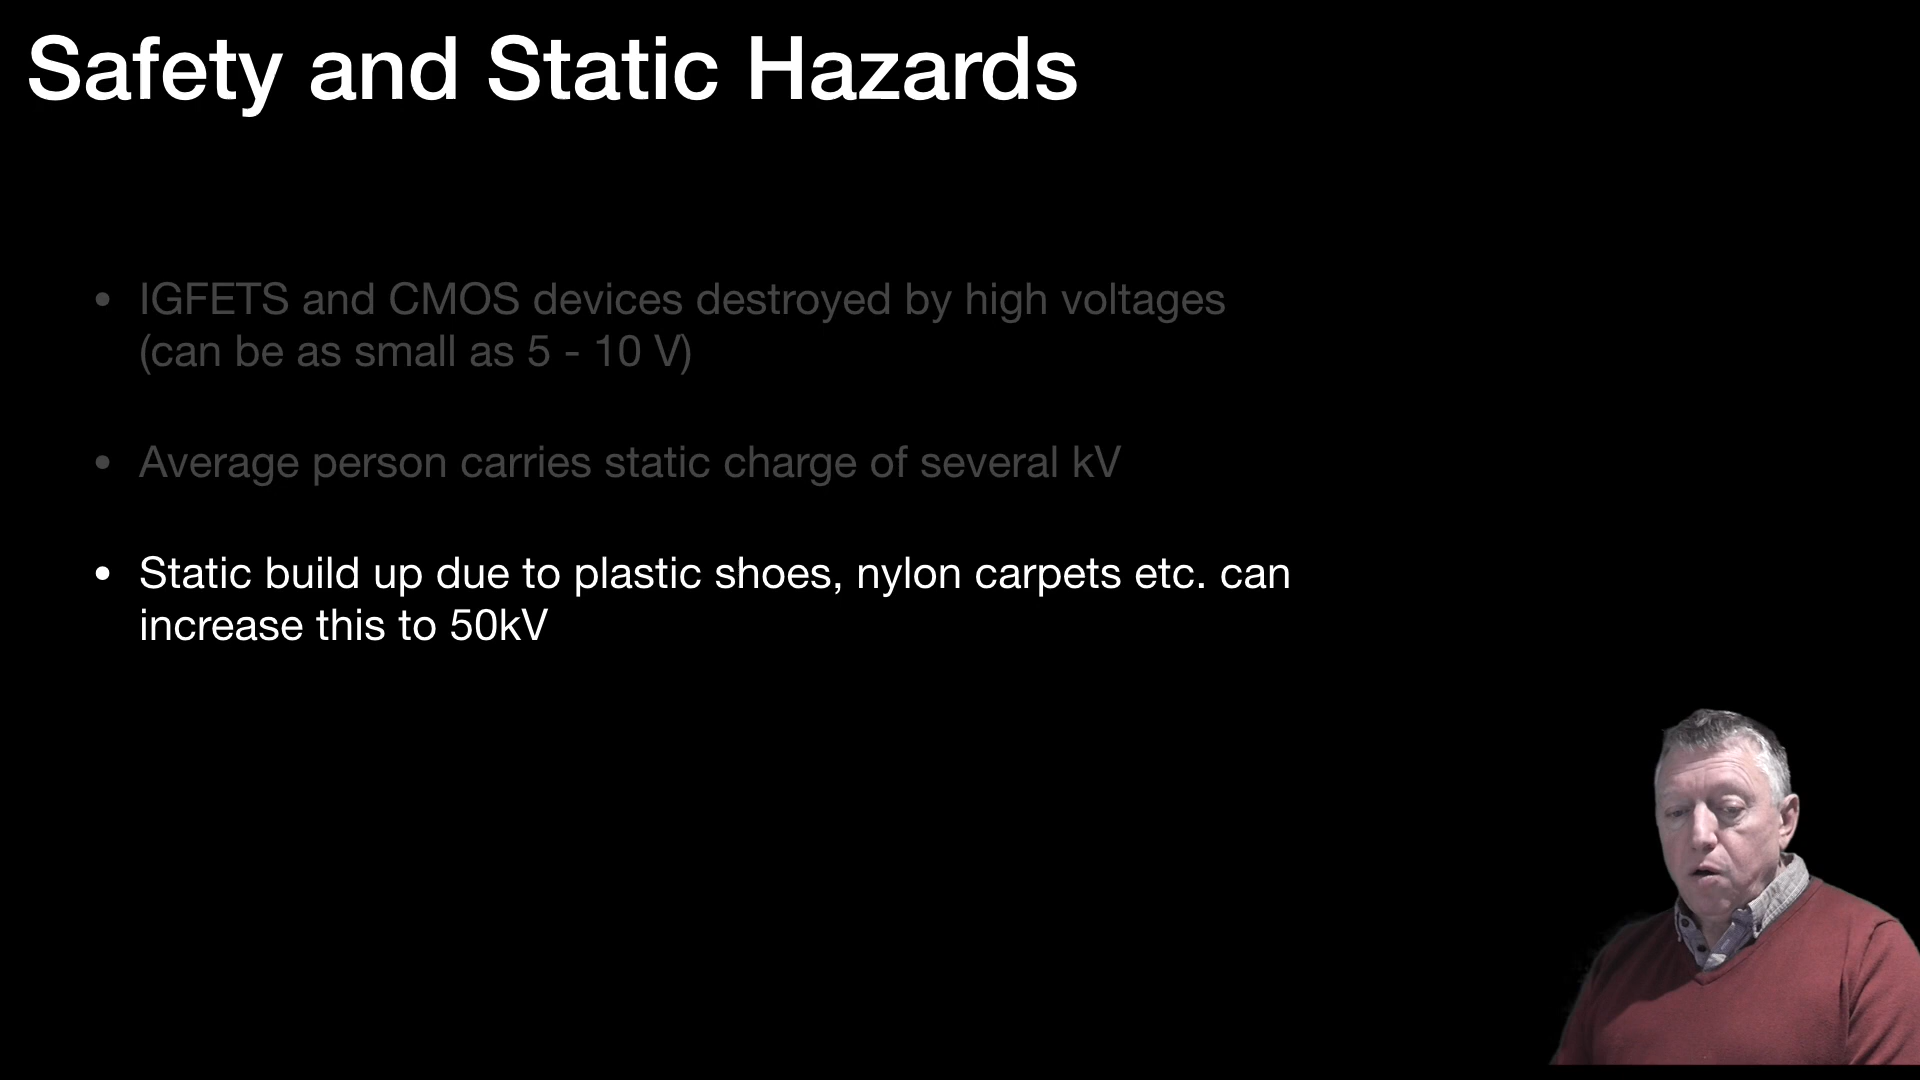 Safety and Static Hazards
• IGFETS and CMOS devices destroyed by high voltages
(can be as small as 5 - 10 V)
• Average person carries static charge of several kV
• Static build up due to plastic shoes, nylon carpets etc. can
increase this to 50kV